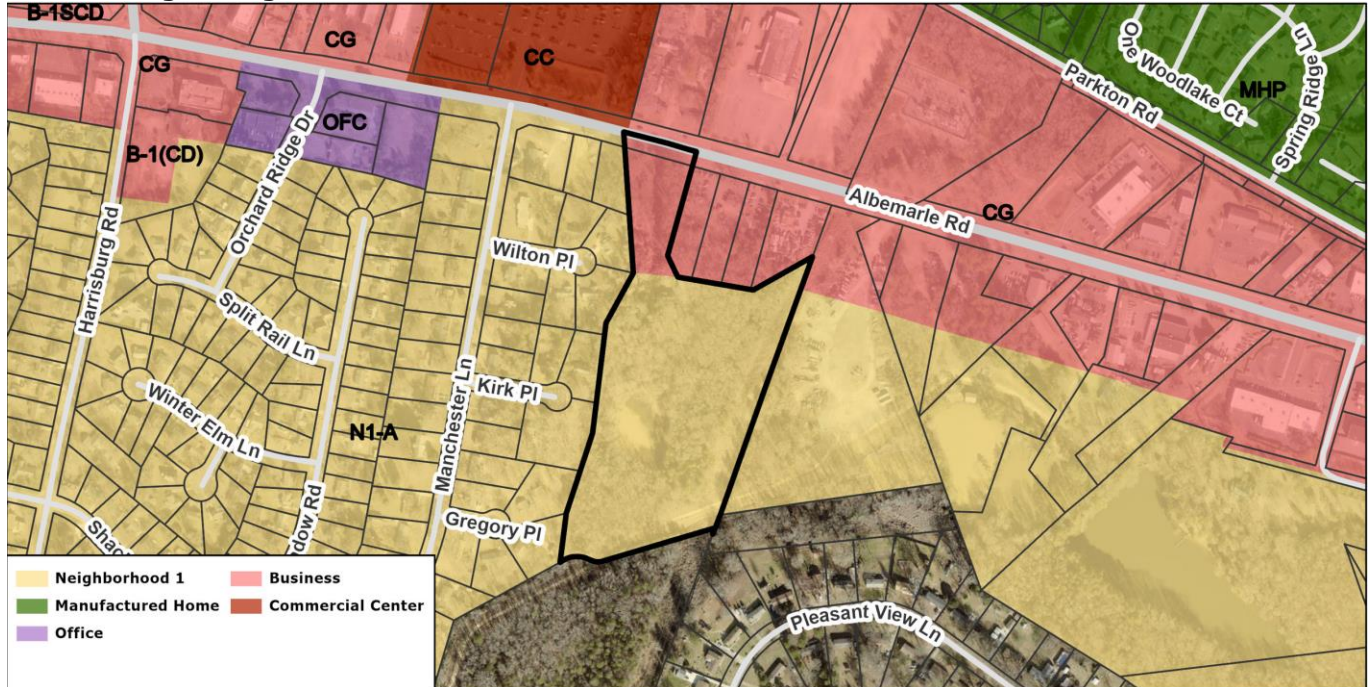 B-1SCD
CG
CC
CG
OFC
B-1(CD)
Orchard Ridge Dr
Harrisburg Rd
Split Rail Ln
Winter Elm Ln
N1-A
Manchester Ln
Wilton Pl
Kirk Pl
Gregory Pl
Albemarle Rd
CG
Parkton Rd
One Woodlake Ct
MHP
Spring Ridge Ln
Pleasant View Ln
Neighborhood 1
Business
Manufactured Home
Commercial Center
Office